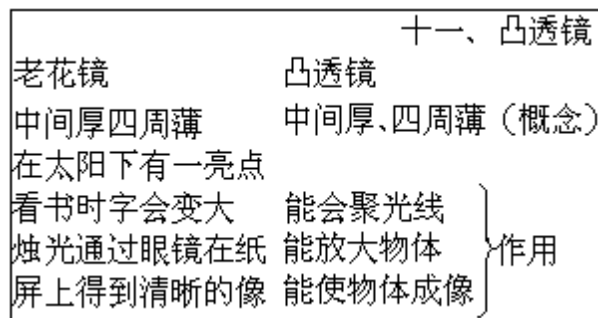 十一、凸透镜
老花镜 凸透镜
中间厚四周薄 中间厚、四周薄（概念）
在太阳下有一亮点
看书时字会变大 能会聚光线
烛光通过眼镜在纸 能放大物体 作用
屏上得到清晰的像 能使物体成像